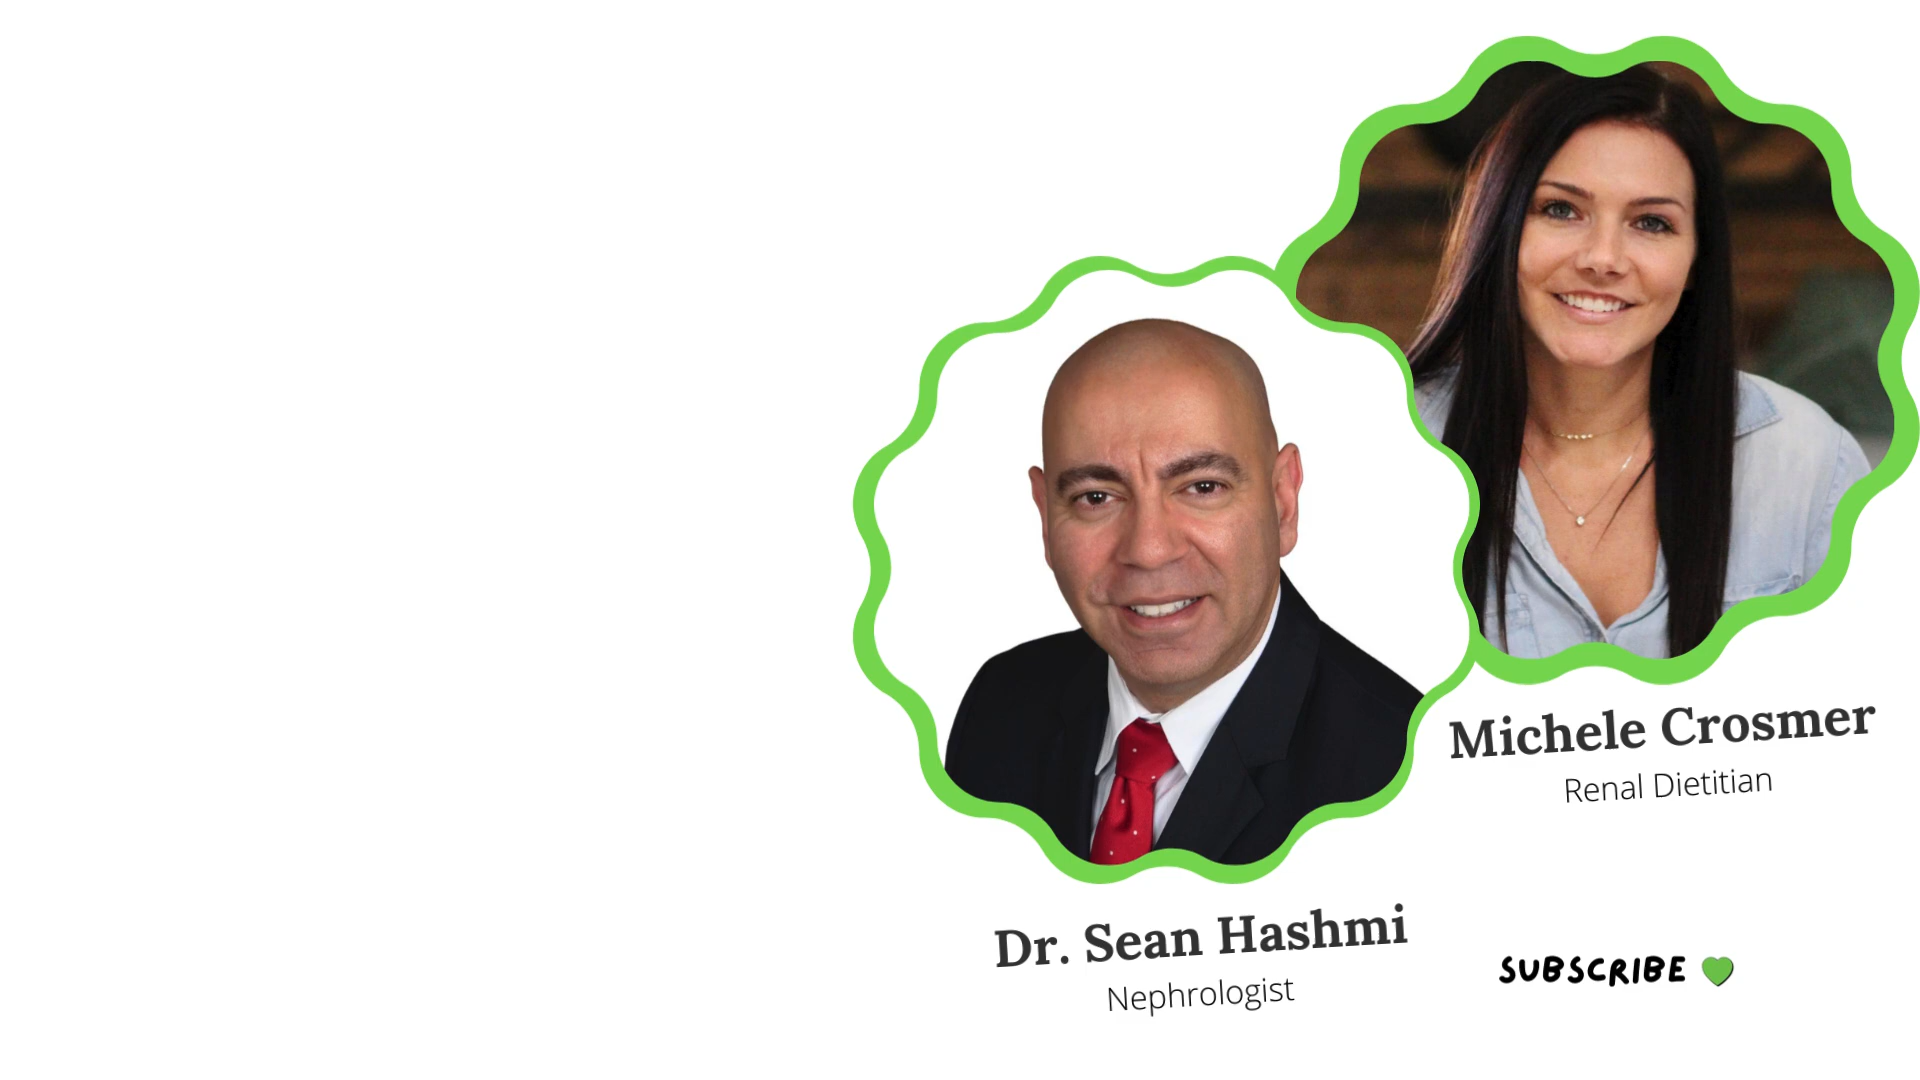 Michele Crosmer
Renal Dietitian
Dr. Sean Hashmi
Nephrologist
SUBSCRIBE